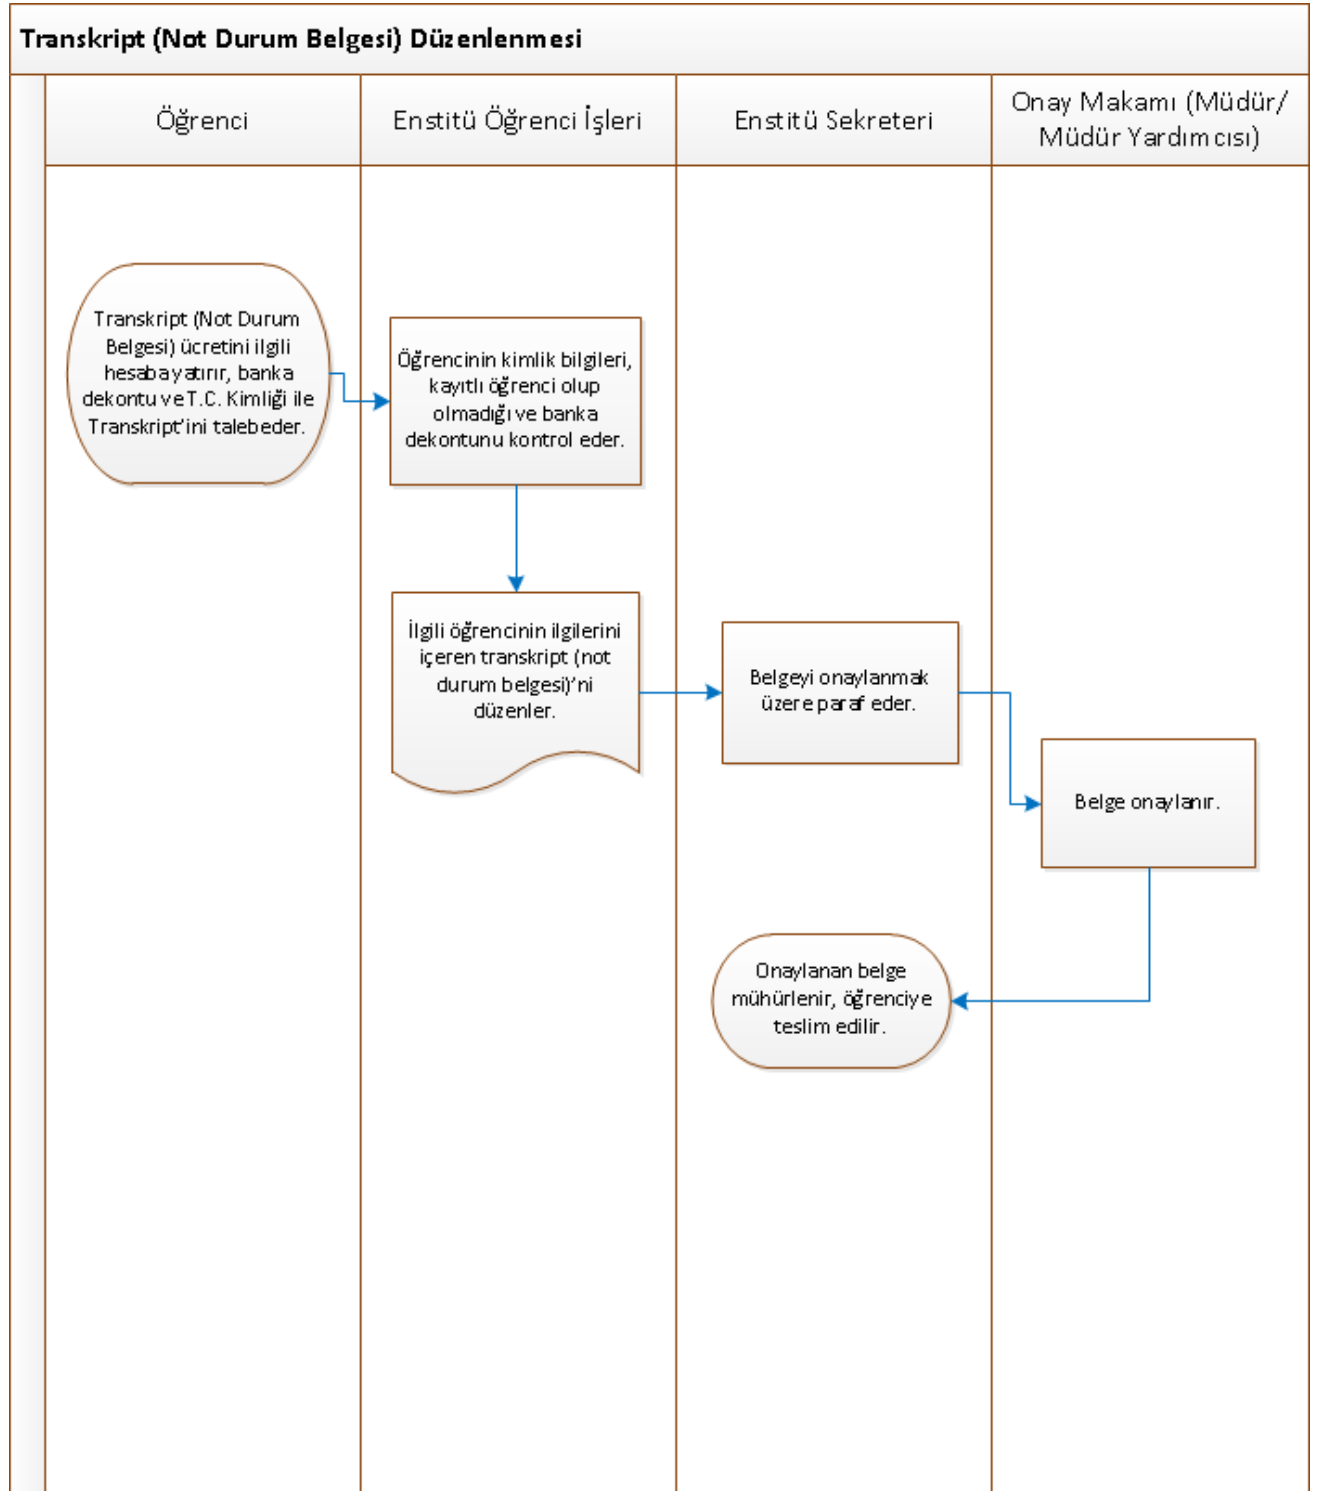 Transkript (Not Durum Belgesi) Düzenlenmesi
Öğrenci
Enstitü Öğrenci İşleri
Enstitü Sekreteri
Onay Makamı (Müdür/
Müdür Yardımcısı)
Transkript (Not Durum
Belgesi) ücretini ilgili
hesaba yatırır, banka
dekontu ve T.C. Kimliği ile
Transkript’ini talebeder.
Öğrencinin kimlik bilgileri,
kayıtlı öğrenci olup
olmadığı ve banka
dekontunu kontrol eder.
İlgili öğrencinin ilgilerini
içeren transkript (not
durum belgesi)’ni
düzenler.
Belgeyi onaylanmak
üzere paraf eder.
Belge onaylanır.
Onaylanan belge
mühürlenir, öğrenciye
teslim edilir.